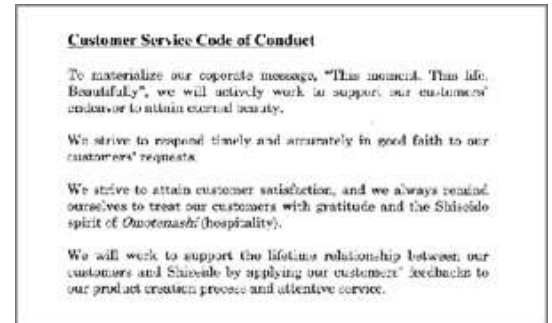 Customer Service Code of Conduct
To materialize our coporate message, "This moment. This life.
Beautifully", we will actively work to support our customers'
endeavor to attain eternal beauty.
We strive to respond timely and accurately in good faith to our
customers' requests.
We strive to attain customer satisfaction, and we always remind
ourselves to treat our customers with gratitude and the Shiseido
spirit of Omotenashi (hospitality).
We will work to support the lifetime relationship between our
customers and Shiseido by applying our customers' feedbacks to
our product creation process and attentive service.